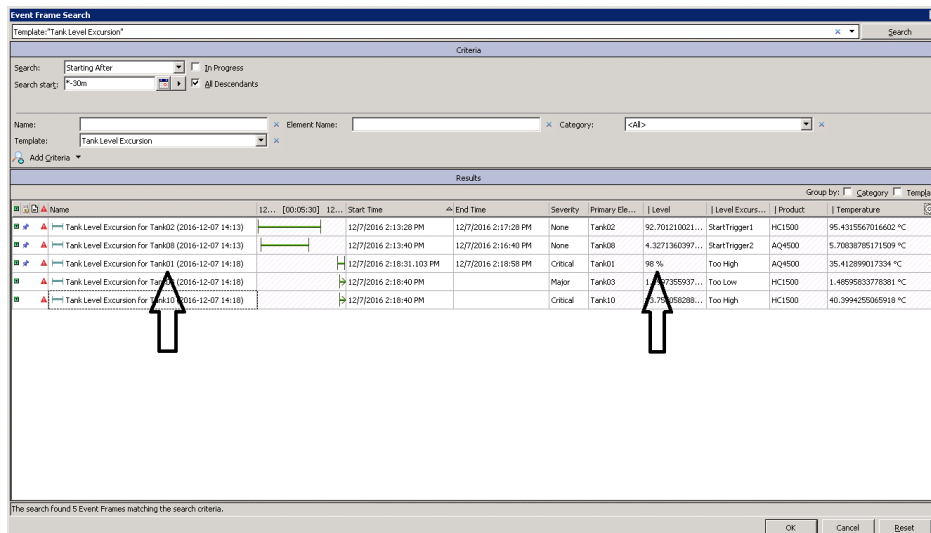 Event Frame Search
Template:"Tank Level Excursion" Search
Criteria
Search: Starting After In Progress
Search start: *-30m All Descendants
Name: Element Name: Category: <All>
Template: Tank Level Excursion
Add Criteria
Results
Group by: Category Templa
Name 12... [00:05:30] 12... Start Time End Time Severity Primary Ele... | Level | Level Excurs... | Product | Temperature
Tank Level Excursion for Tank02 (2016-12-07 14:13) 12/7/2016 2:13:28 PM 12/7/2016 2:17:28 PM None Tank02 92.701210021... StartTrigger1 HC1500 95.4315567016602 °C
Tank Level Excursion for Tank08 (2016-12-07 14:13) 12/7/2016 2:13:40 PM 12/7/2016 2:16:40 PM None Tank08 4.3271360397... StartTrigger2 AQ4500 5.70838785171509 °C
Tank Level Excursion for Tank01 (2016-12-07 14:18) 12/7/2016 2:18:31.103 PM 12/7/2016 2:18:58 PM Critical Tank01 98 % Too High AQ4500 35.412899017334 °C
Tank Level Excursion for (2016-12-07 14:18) 12/7/2016 2:18:40 PM Major Tank03 Too Low HC1500 1.48595833778381 °C
Tank Level Excursion for Tank10 (2016-12-07 14:18) 12/7/2016 2:18:40 PM Critical Tank10 Too High HC1500 40.3994255065918 °C
The search found 5 Event Frames matching the search criteria.
OK Cancel Reset